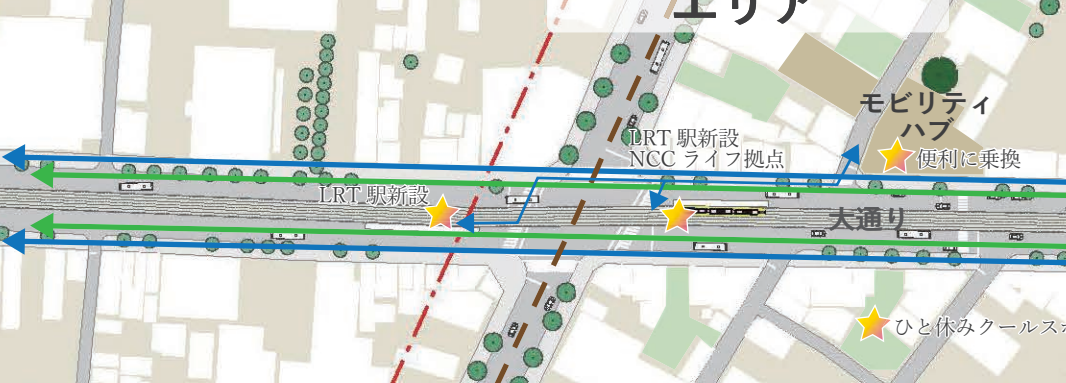 エリア
モビリティ
ハブ
便利に乗換
LRT 駅新設
NCC ライフ拠点
LRT 駅新設
大通り
ひと休みクールス